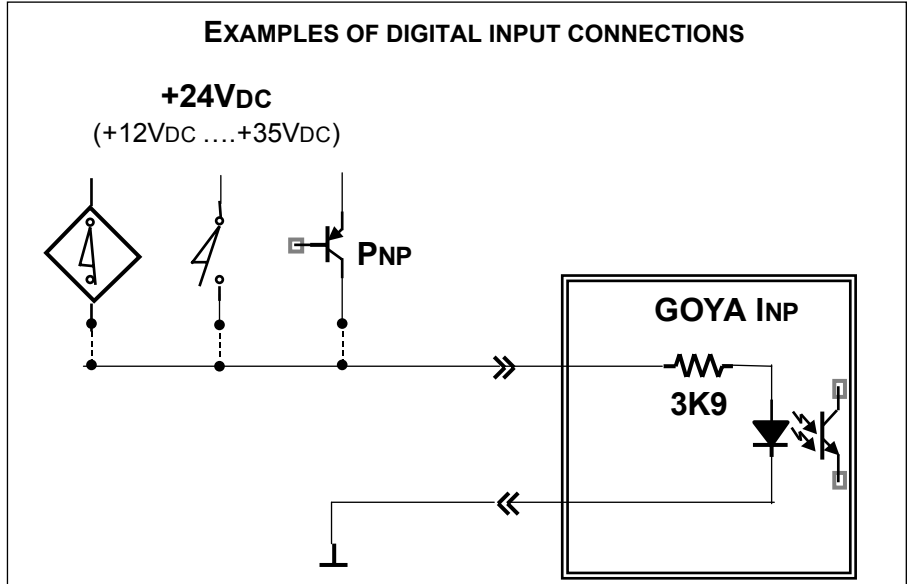 EXAMPLES OF DIGITAL INPUT CONNECTIONS
+24VDC
(+12VDC ....+35VDC)
PNP
GOYA INP
3K9